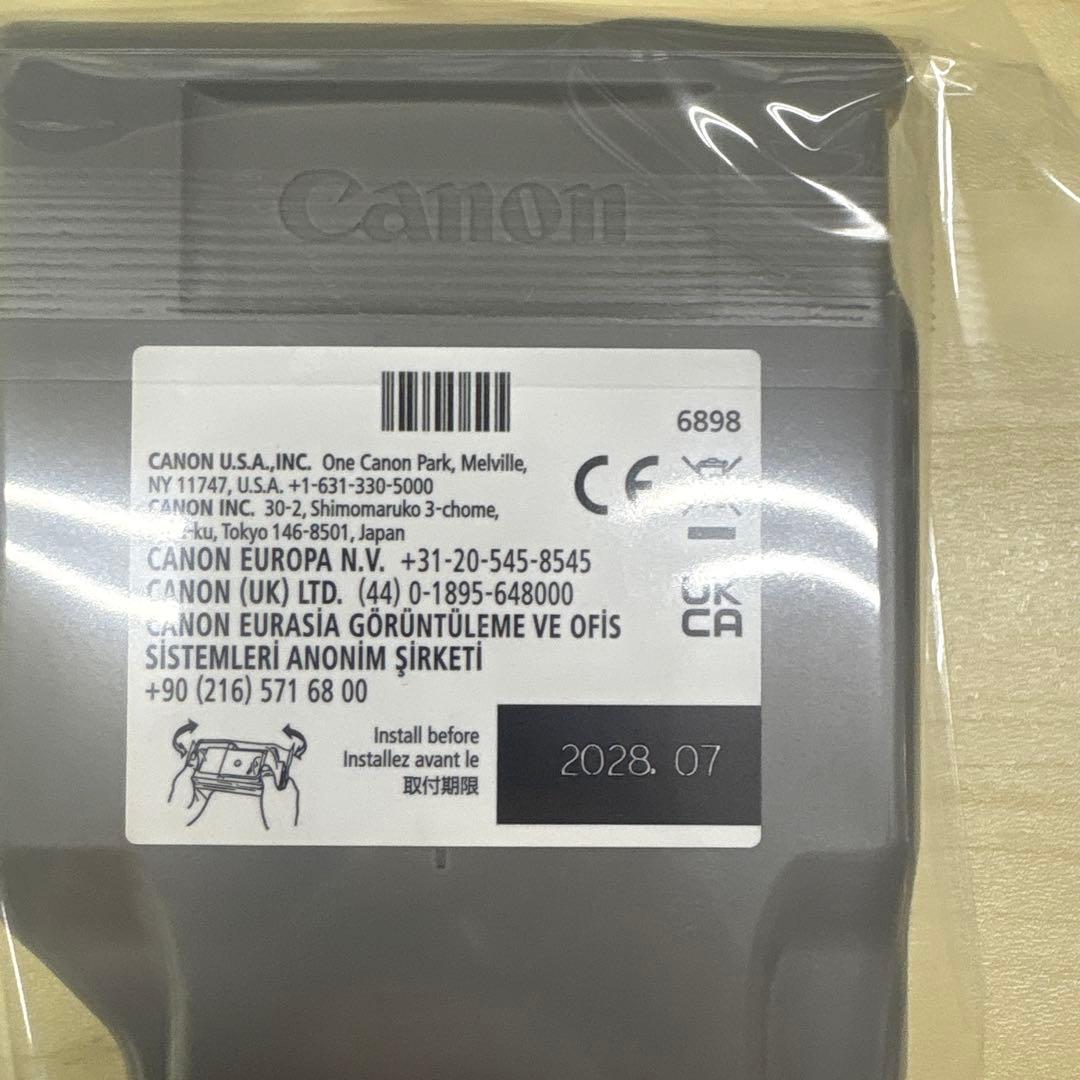 Canon
6898
CANON U.S.A.,INC. One Canon Park, Melville,
NY 11747, U.S.A. +1-631-330-5000
CANON INC. 30-2, Shimomaruko 3-chome,
-ku, Tokyo 146-8501, Japan
CANON EUROPA N.V. +31-20-545-8545
CANON (UK) LTD. (44) 0-1895-648000
CANON EURASİA GÖRÜNTÜLEME VE OFİS
SİSTEMLERİ ANONİM ŞİRKETİ
+90 (216) 571 68 00
CE
UK
CA
Install before
Installez avant le
取付期限
2028. 07